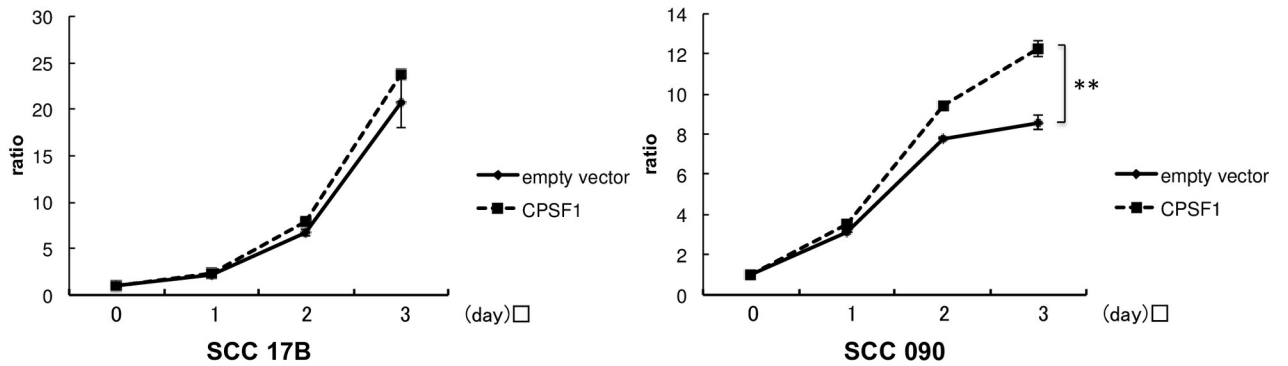 30
25
20
15
10
5
0
ratio
0 1 2 3 (day)□
SCC 17B
empty vector
CPSF1
14
12
10
8
6
4
2
0
ratio
0 1 2 3 (day)□
SCC 090
**
empty vector
CPSF1